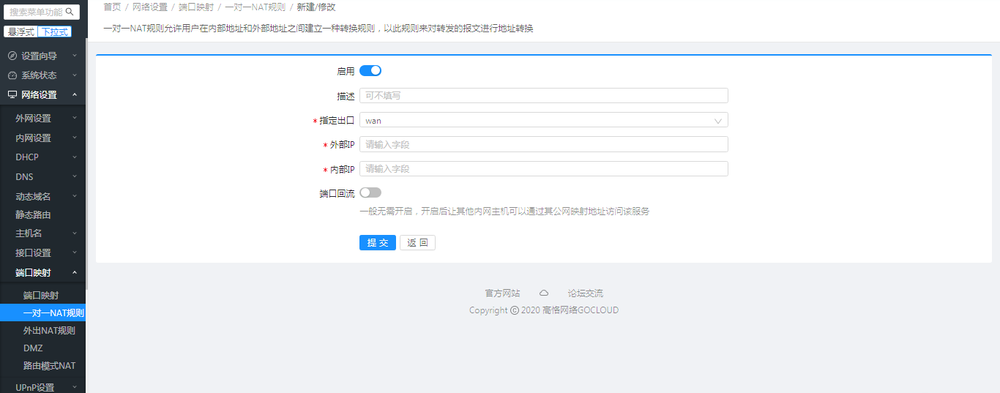 搜索菜单功能
悬浮式 下拉式
设置向导
系统状态
网络设置
外网设置
内网设置
DHCP
DNS
动态域名
静态路由
主机名
接口设置
端口映射
端口映射
一对一NAT规则
外出NAT规则
DMZ
路由模式NAT
UPnP设置
首页 / 网络设置 / 端口映射 / 一对一NAT规则 / 新建/修改
一对一NAT规则允许用户在内部地址和外部地址之间建立一种转换规则，以此规则来对转发的报文进行地址转换
启用
描述 可不填写
* 指定出口 wan
* 外部IP 请输入字段
* 内部IP 请输入字段
端口回流
一般无需开启，开启后让其他内网主机可以通过其公网映射地址访问该服务
提 交 返 回
官方网站 论坛交流
Copyright © 2020 高恪网络GOCLOUD